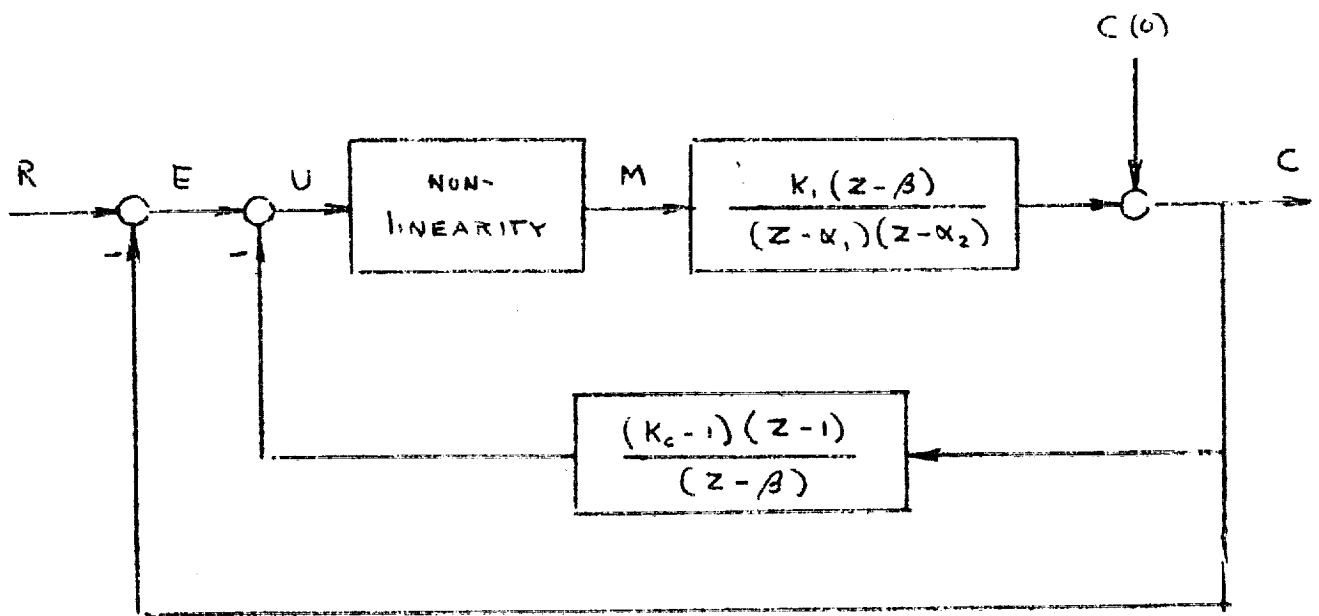 C(0)
R
E
U
NON-
LINEARITY
M
K₁(Z-β)
(Z-α₁)(Z-α₂)
C
-
-
(K_c-1)(Z-1)
(Z-β)